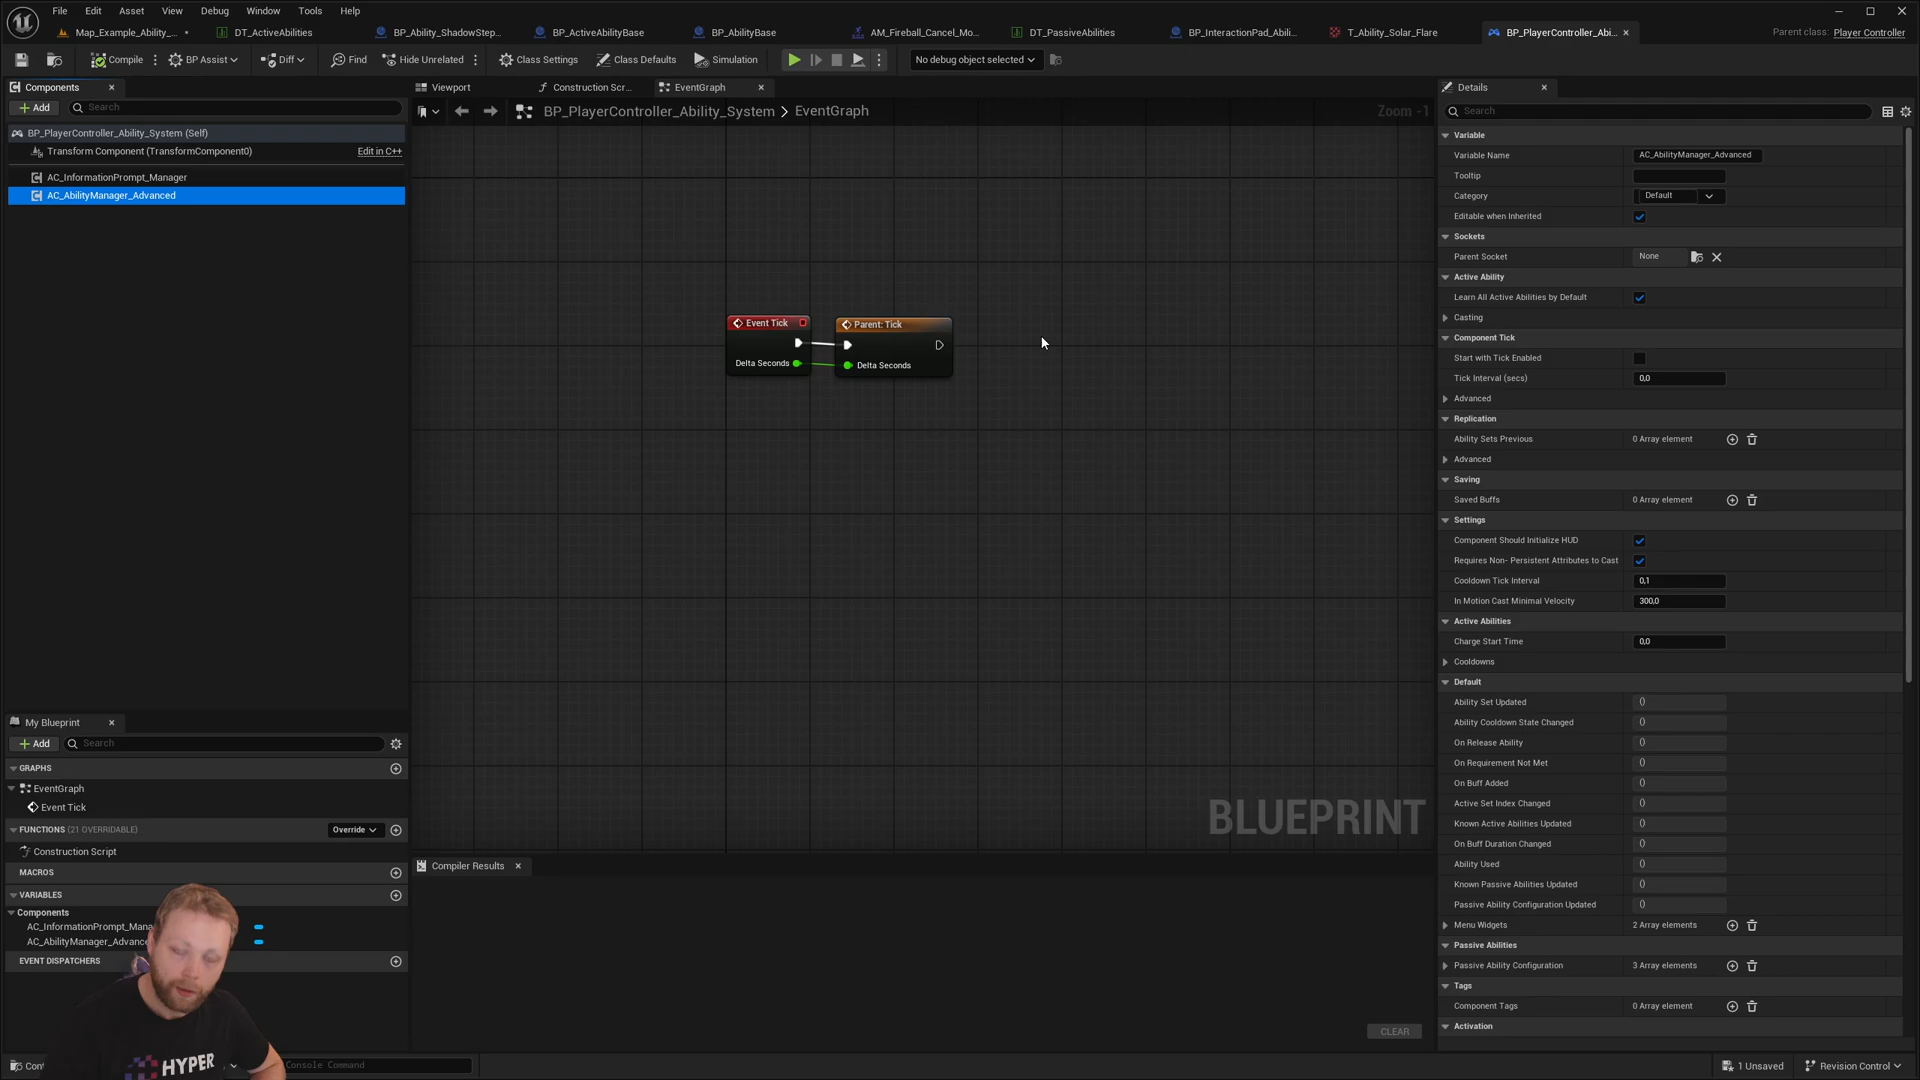 File Edit Asset View Debug Window Tools Help
Map_Example_Ability_... DT_ActiveAbilities BP_Ability_ShadowStep... BP_ActiveAbilityBase BP_AbilityBase AM_Fireball_Cancel_Mo... DT_PassiveAbilities BP_InteractionPad_Abili... T_Ability_Solar_Flare BP_PlayerController_Abi... Parent class: Player Controller
Compile BP Assist Diff Find Hide Unrelated Class Settings Class Defaults Simulation No debug object selected
Components
Add Search
BP_PlayerController_Ability_System (Self)
Transform Component (TransformComponent0) Edit in C++
AC_InformationPrompt_Manager
AC_AbilityManager_Advanced
Viewport Construction Scr... EventGraph
BP_PlayerController_Ability_System > EventGraph Zoom -1
Event Tick
Delta Seconds
Parent: Tick
Delta Seconds
BLUEPRINT
Compiler Results
CLEAR
My Blueprint
Add Search
GRAPHS
EventGraph
Event Tick
FUNCTIONS (21 OVERRIDABLE) Override
Construction Script
MACROS
VARIABLES
Components
AC_InformationPrompt_Mana
AC_AbilityManager_Advance
EVENT DISPATCHERS
HYPER
Details
Search
Variable
Variable Name AC_AbilityManager_Advanced
Tooltip
Category Default
Editable when Inherited
Sockets
Parent Socket None
Active Ability
Learn All Active Abilities by Default
Casting
Component Tick
Start with Tick Enabled
Tick Interval (secs) 0,0
Advanced
Replication
Ability Sets Previous 0 Array element
Advanced
Saving
Saved Buffs 0 Array element
Settings
Component Should Initialize HUD
Requires Non- Persistent Attributes to Cast
Cooldown Tick Interval 0,1
In Motion Cast Minimal Velocity 300,0
Active Abilities
Charge Start Time 0,0
Cooldowns
Default
Ability Set Updated ()
Ability Cooldown State Changed ()
On Release Ability ()
On Requirement Not Met ()
On Buff Added ()
Active Set Index Changed ()
Known Active Abilities Updated ()
On Buff Duration Changed ()
Ability Used ()
Known Passive Abilities Updated ()
Passive Ability Configuration Updated ()
Menu Widgets 2 Array elements
Passive Abilities
Passive Ability Configuration 3 Array elements
Tags
Component Tags 0 Array element
Activation
Cont Console Command 1 Unsaved Revision Control